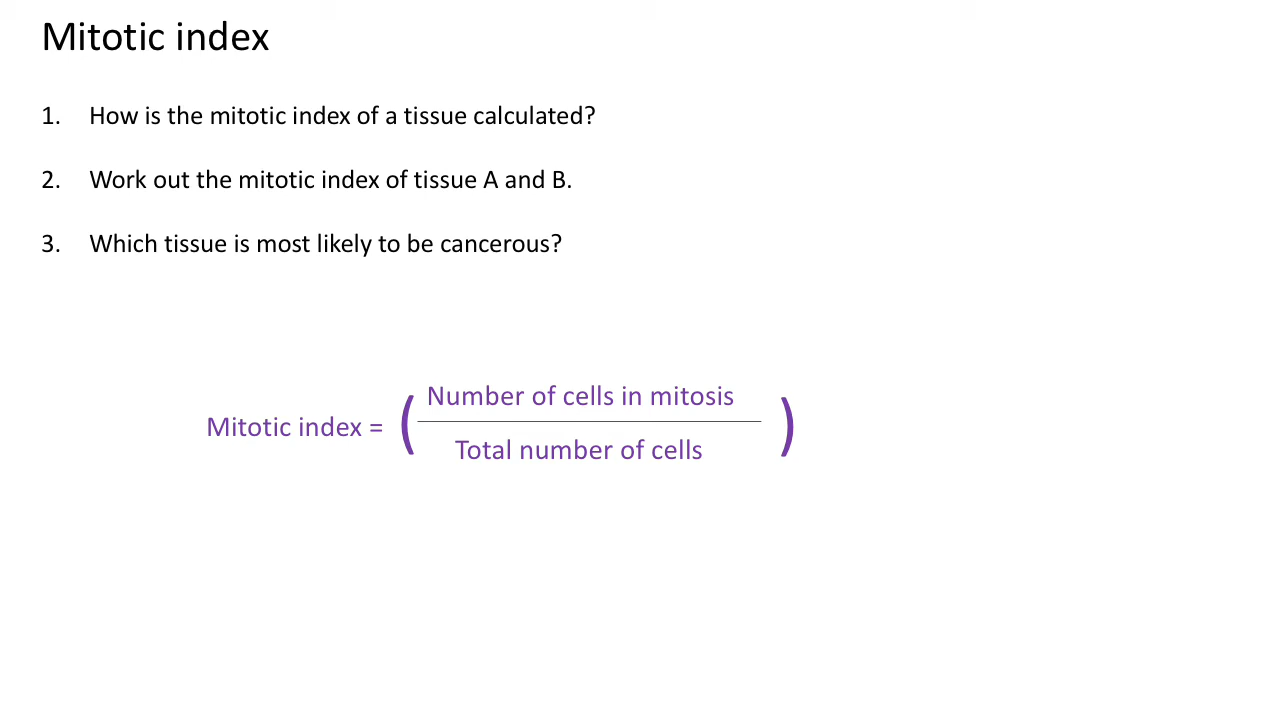 Mitotic index
1. How is the mitotic index of a tissue calculated?
2. Work out the mitotic index of tissue A and B.
3. Which tissue is most likely to be cancerous?
Number of cells in mitosis
Mitotic index = ( )
Total number of cells